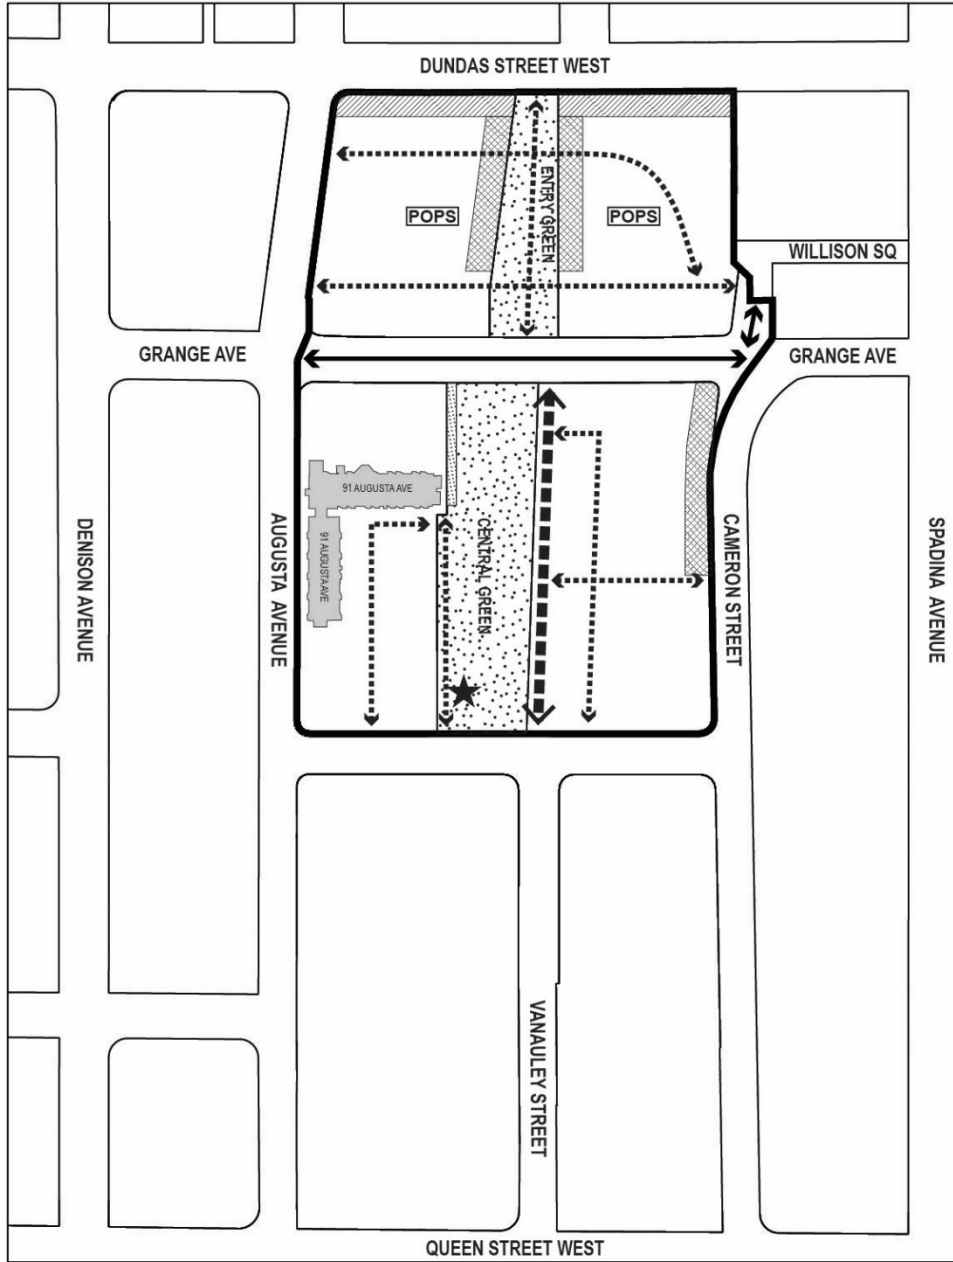 DUNDAS STREET WEST
ENTRY GREEN
POPS
POPS
WILLISON SQ
GRANGE AVE
GRANGE AVE
91 AUGUSTA AVE
91 AUGUSTA AVE
CENTRAL GREEN
DENISON AVENUE
AUGUSTA AVENUE
CAMERON STREET
SPADINA AVENUE
VANAULEY STREET
QUEEN STREET WEST